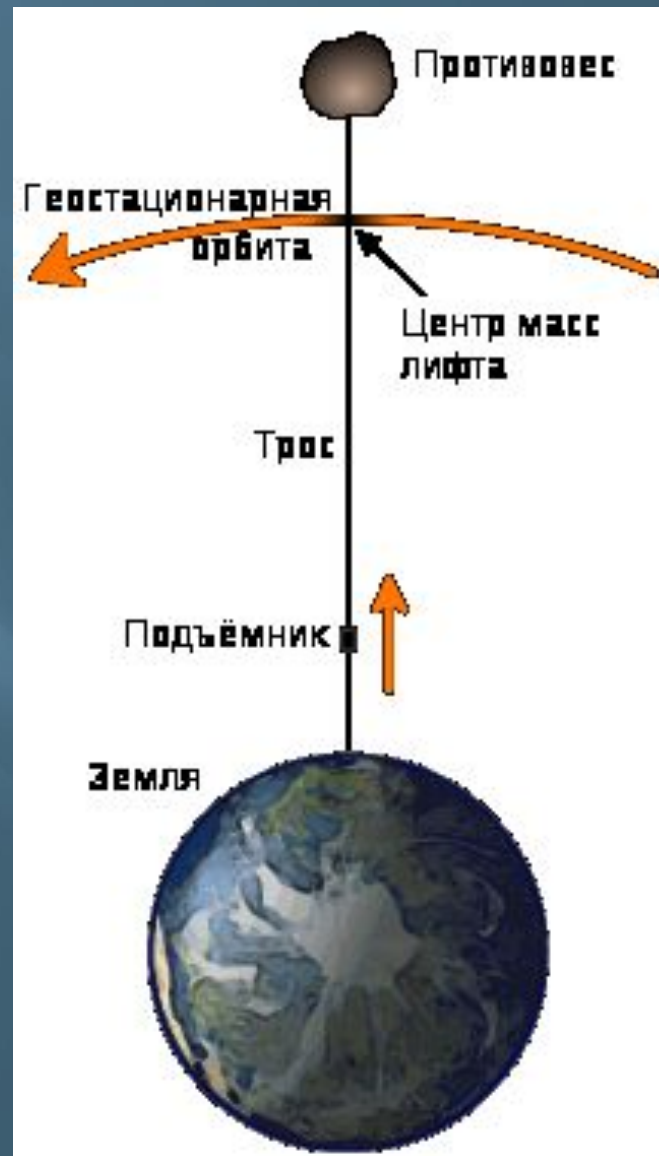 Противовес
Геостационарная
орбита
Центр масс
лифта
Трос
Подъёмник
Земля